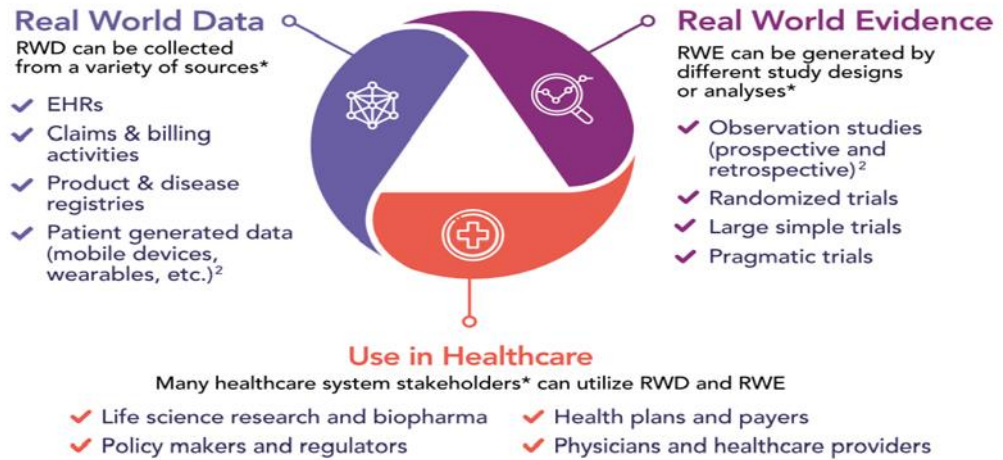 Real World Data
RWD can be collected
from a variety of sources*
✓ EHRs
✓ Claims & billing
activities
✓ Product & disease
registries
✓ Patient generated data
(mobile devices,
wearables, etc.)²
Real World Evidence
RWE can be generated by
different study designs
or analyses*
✓ Observation studies
(prospective and
retrospective)²
✓ Randomized trials
✓ Large simple trials
✓ Pragmatic trials
Use in Healthcare
Many healthcare system stakeholders* can utilize RWD and RWE
✓ Life science research and biopharma
✓ Policy makers and regulators
✓ Health plans and payers
✓ Physicians and healthcare providers